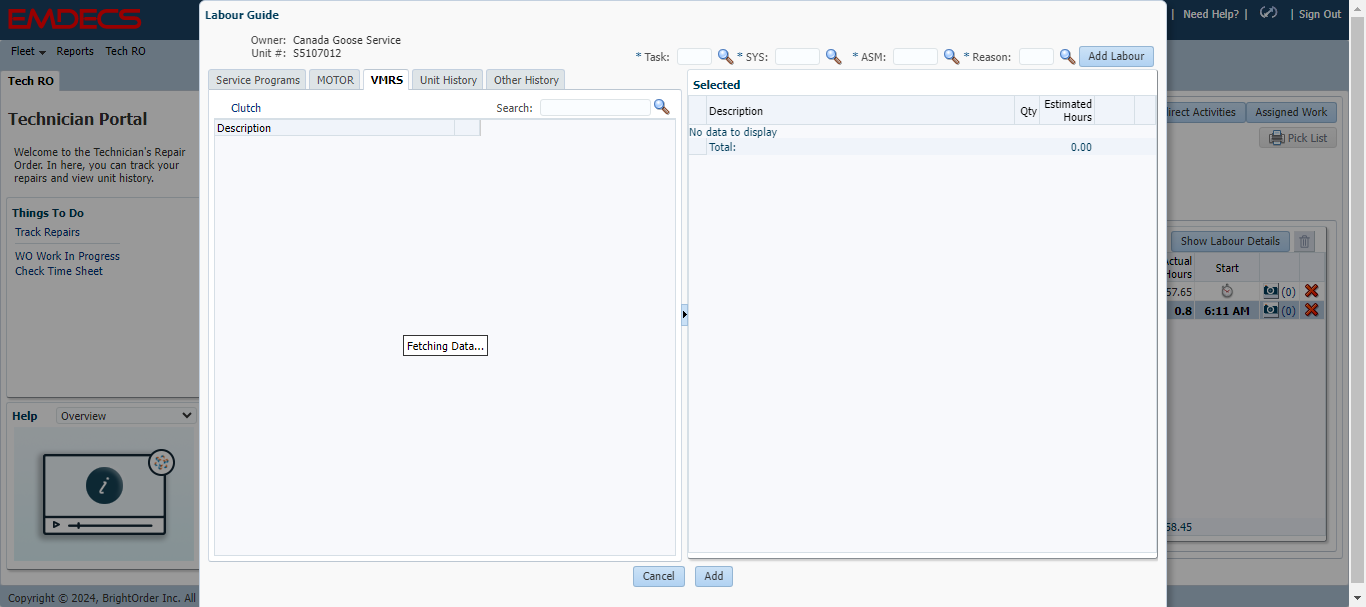 EMDECS
Need Help? |
| Sign Out
Fleet
Reports
Tech RO
Tech RO
Technician Portal
Welcome to the Technician's Repair
Order. In here, you can track your
repairs and view unit history.
Things To Do
Track Repairs
WO Work In Progress
Check Time Sheet
Help
Overview
Copyright © 2024, BrightOrder Inc. All
Labour Guide
Owner: Canada Goose Service
Unit #: S5107012
* Task:
* SYS:
* ASM:
* Reason:
Add Labour
Service Programs
MOTOR
VMRS
Unit History
Other History
Clutch
Search:
Description
Fetching Data...
Selected
Description
Qty
Estimated
Hours
No data to display
Total:
0.00
Cancel
Add
irect Activities
Assigned Work
Pick List
Show Labour Details
ctual
Hours
Start
57.65
(0)
0.8
6:11 AM
(0)
58.45